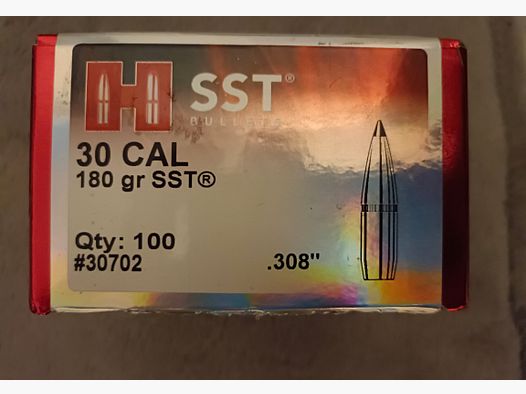 H
SST®
BULLETS
30 CAL
180 gr SST®
Qty: 100
#30702
.308"